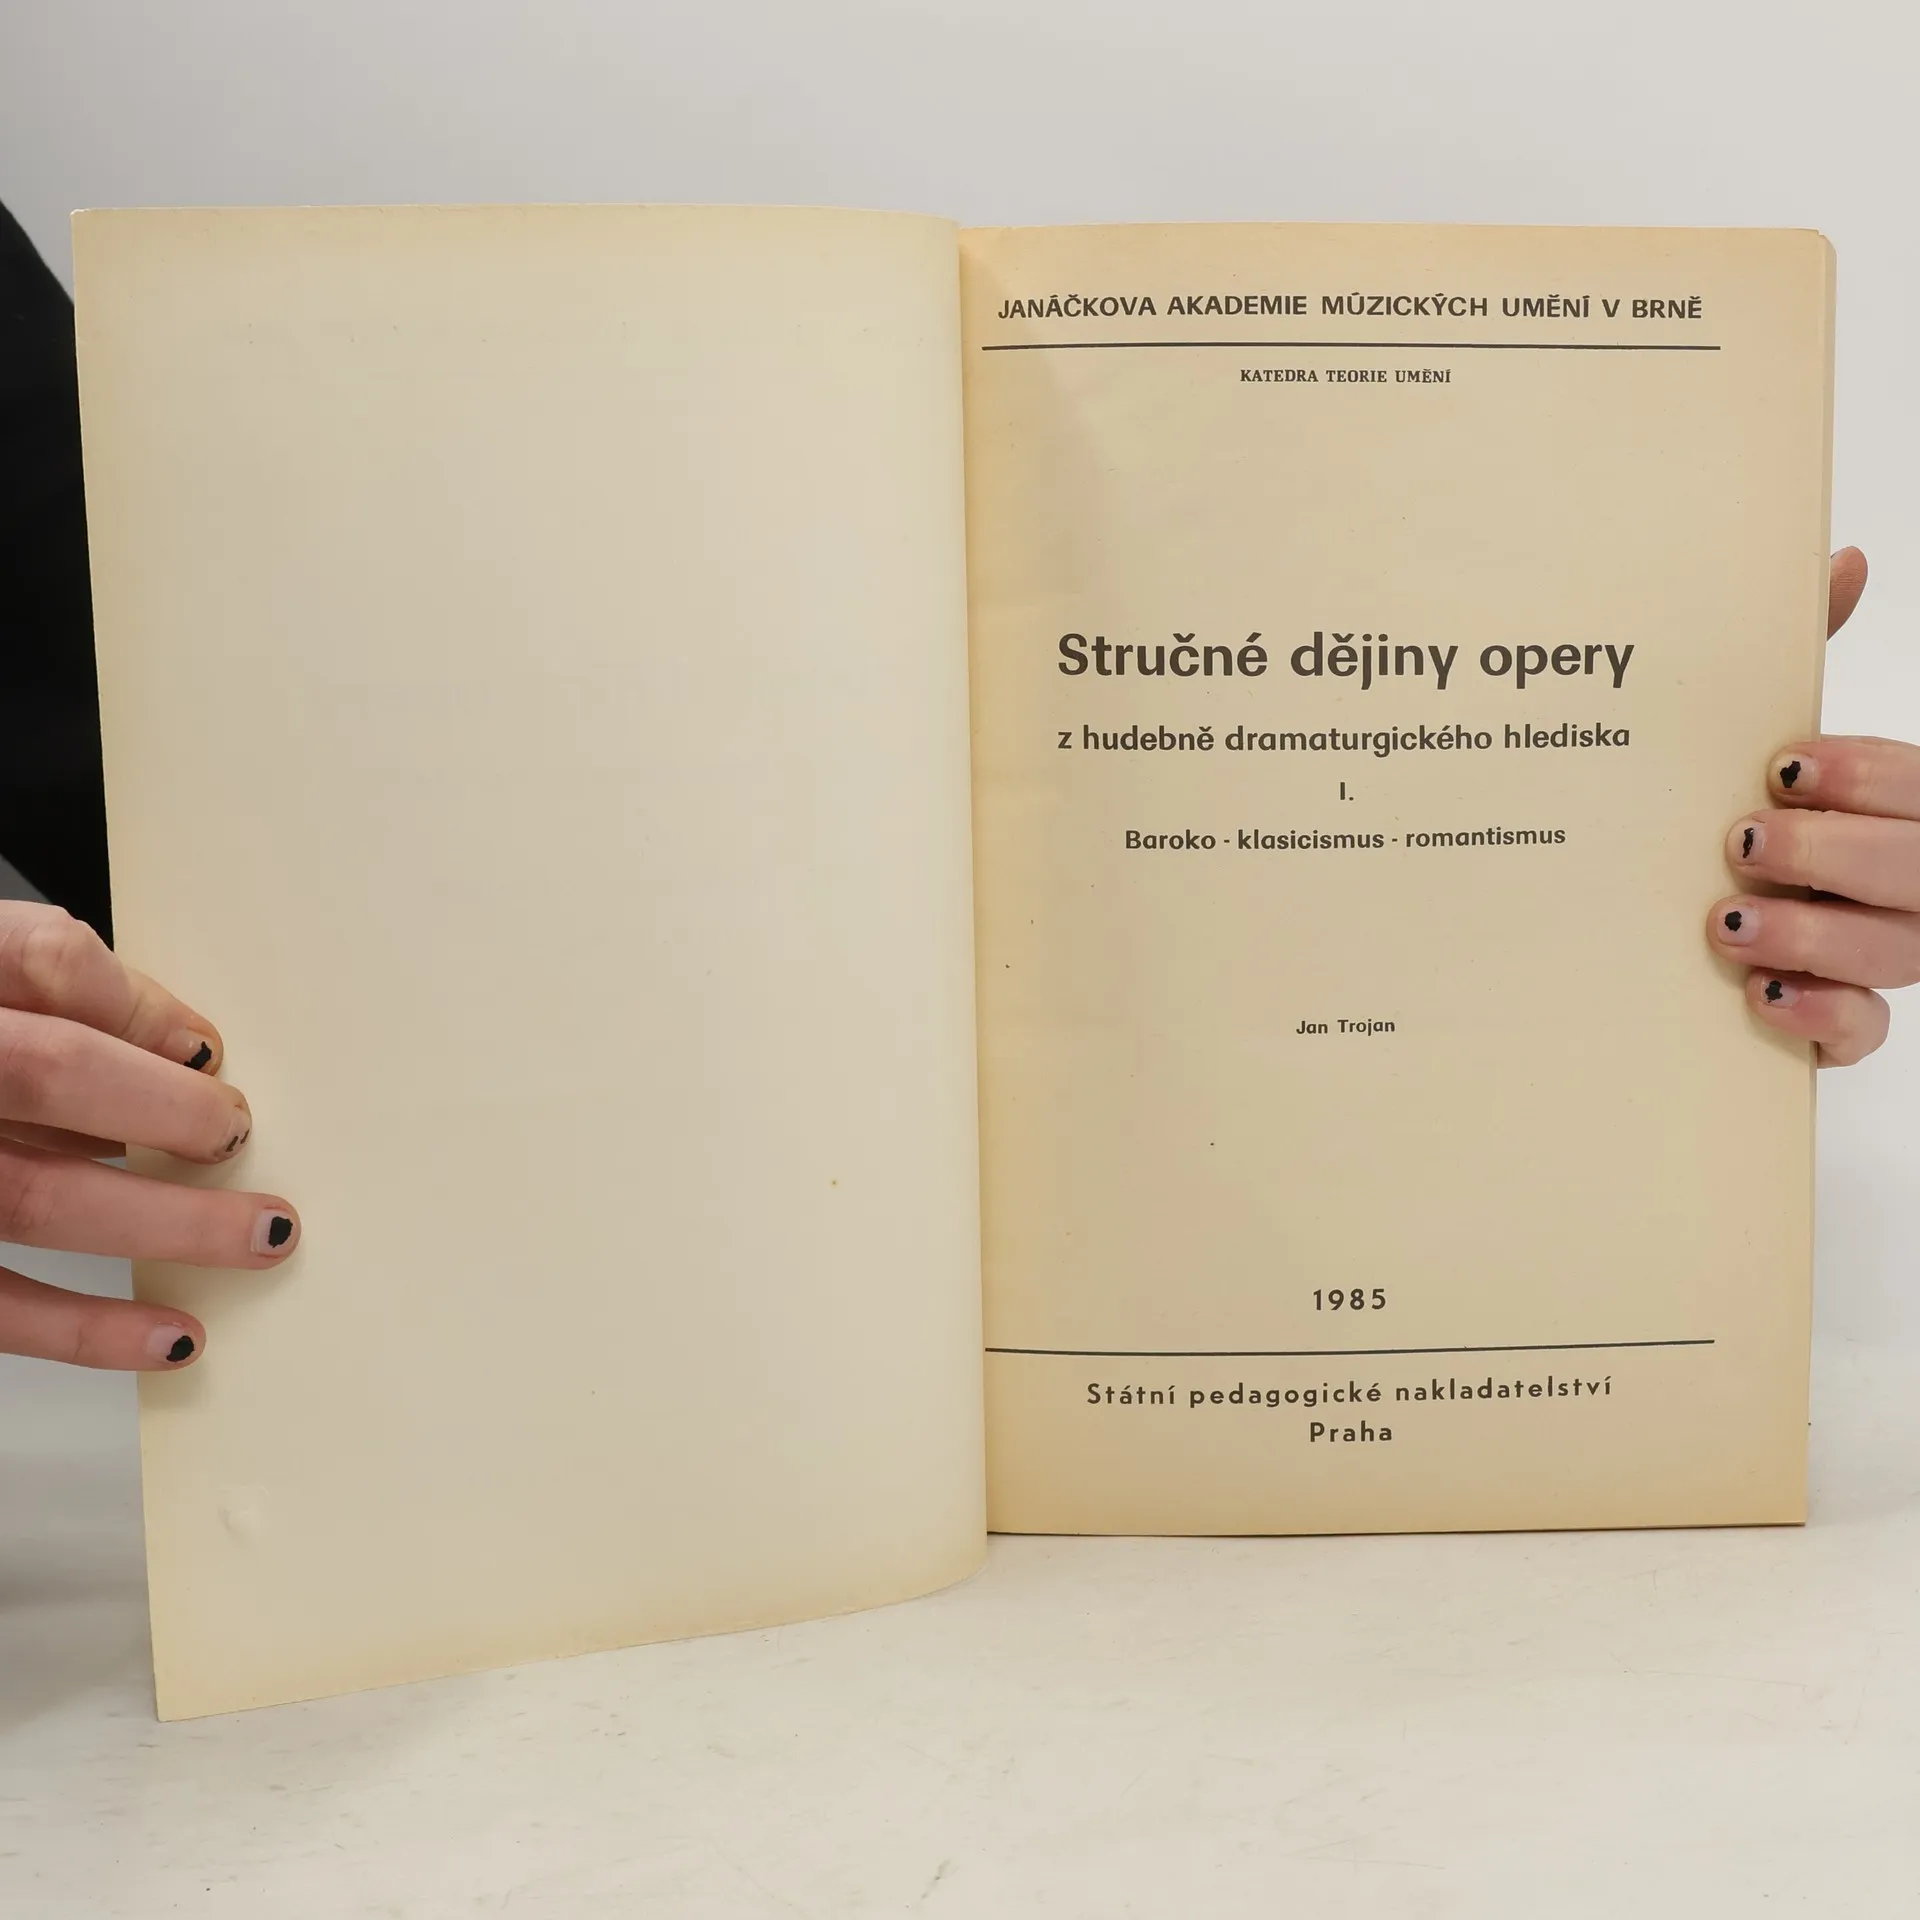 JANÁČKOVA AKADEMIE MÚZICKÝCH UMĚNÍ V BRNĚ
KATEDRA TEORIE UMĚNÍ
Stručné dějiny opery
z hudebně dramaturgického hlediska
I.
Baroko - klasicismus - romantismus
Jan Trojan
1985
Státní pedagogické nakladatelství
Praha